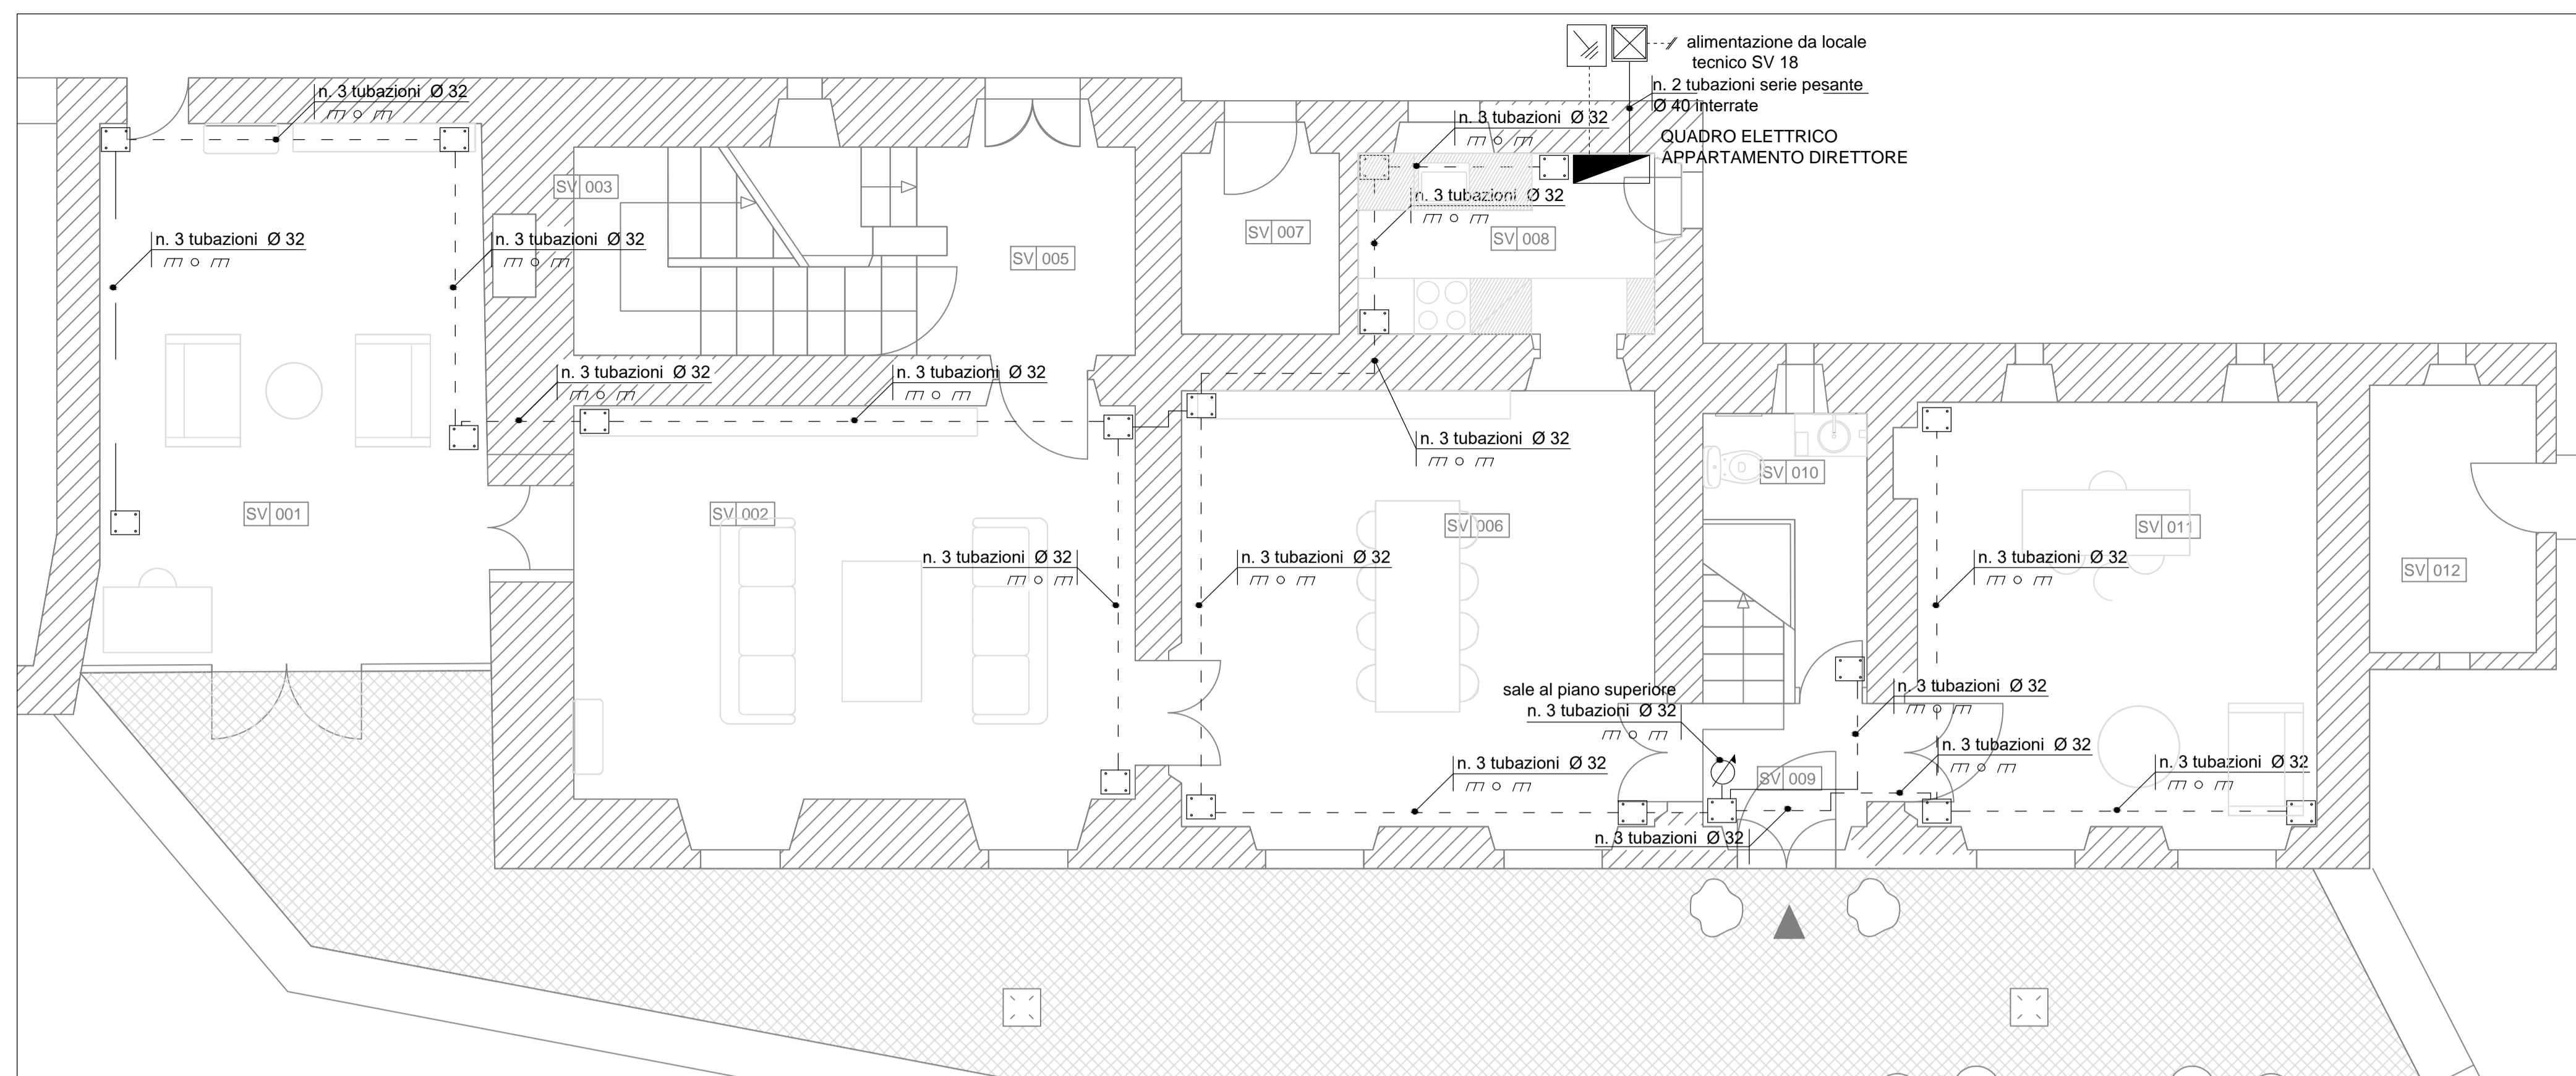 alimentazione da locale
tecnico SV 18
n. 2 tubazioni serie pesante
Ø 40 interrate
QUADRO ELETTRICO
APPARTAMENTO DIRETTORE
n. 3 tubazioni Ø 32
n. 3 tubazioni Ø 32
n. 3 tubazioni Ø 32
SV 003
SV 007
SV 008
n. 3 tubazioni Ø 32
n. 3 tubazioni Ø 32
SV 005
n. 3 tubazioni Ø 32
n. 3 tubazioni Ø 32
n. 3 tubazioni Ø 32
SV 010
SV 001
SV 002
SV 006
SV 011
n. 3 tubazioni Ø 32
n. 3 tubazioni Ø 32
n. 3 tubazioni Ø 32
SV 012
sale al piano superiore
n. 3 tubazioni Ø 32
n. 3 tubazioni Ø 32
n. 3 tubazioni Ø 32
n. 3 tubazioni Ø 32
n. 3 tubazioni Ø 32
SV 009
n. 3 tubazioni Ø 32